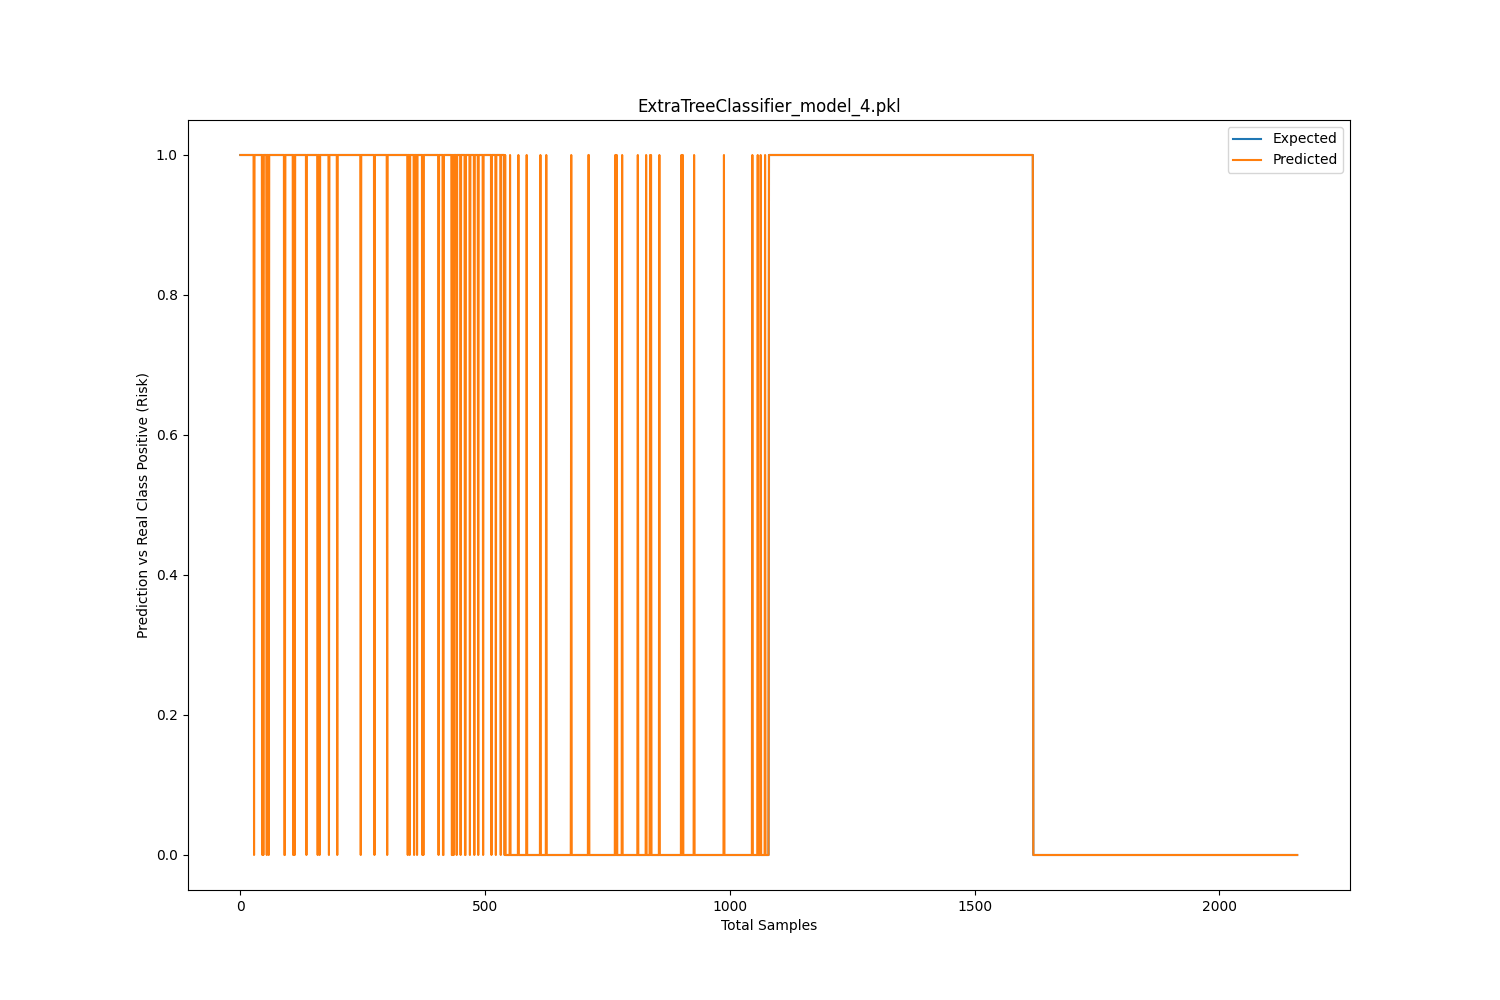 ExtraTreeClassifier_model_4.pkl
Expected
Predicted
1.0
0.8
0.6
0.4
0.2
0.0
Prediction vs Real Class Positive (Risk)
0
500
1000
1500
2000
Total Samples